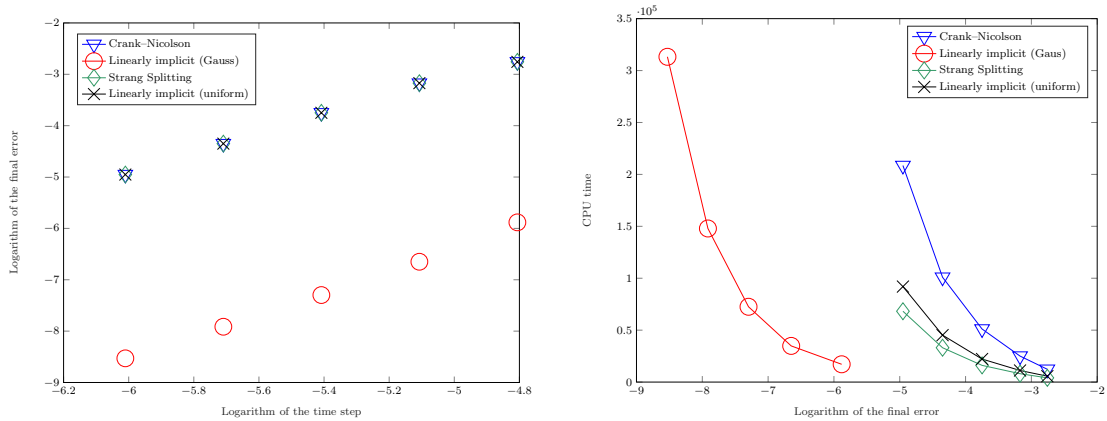 −2
−3
−4
−5
−6
−7
−8
−9
Logarithm of the final error
Crank–Nicolson
Linearly implicit (Gauss)
Strang Splitting
Linearly implicit (uniform)
−6.2
−6
−5.8
−5.6
−5.4
−5.2
−5
−4.8
Logarithm of the time step
·10⁵
3.5
3
2.5
2
1.5
1
0.5
0
CPU time
Crank–Nicolson
Linearly implicit (Gaus)
Strang Splitting
Linearly implicit (uniform)
−9
−8
−7
−6
−5
−4
−3
−2
Logarithm of the final error